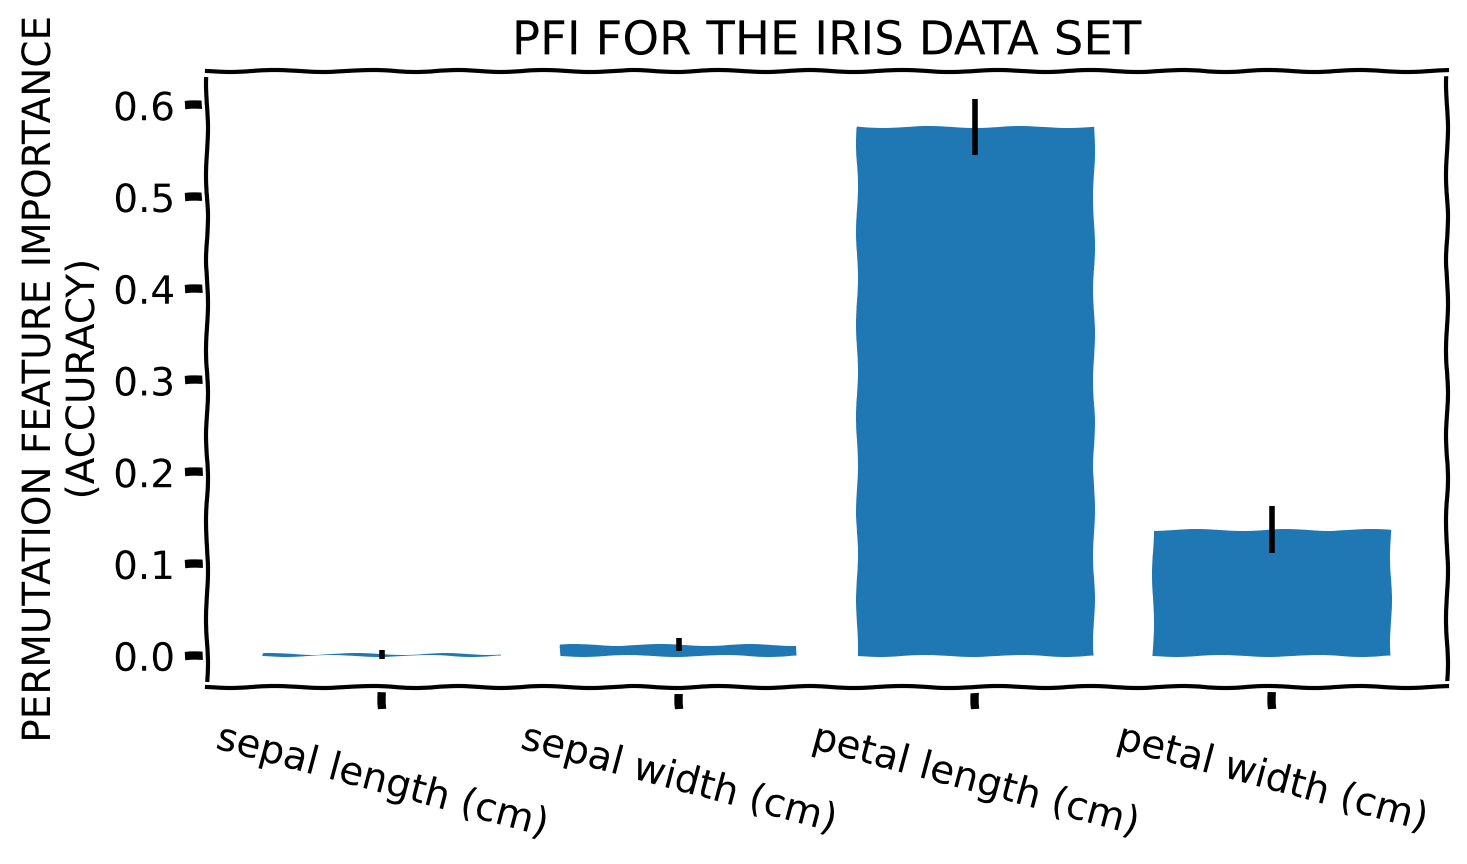 PFI FOR THE IRIS DATA SET
PERMUTATION FEATURE IMPORTANCE
(ACCURACY)
0.6
0.5
0.4
0.3
0.2
0.1
0.0
sepal length (cm)
sepal width (cm)
petal length (cm)
petal width (cm)